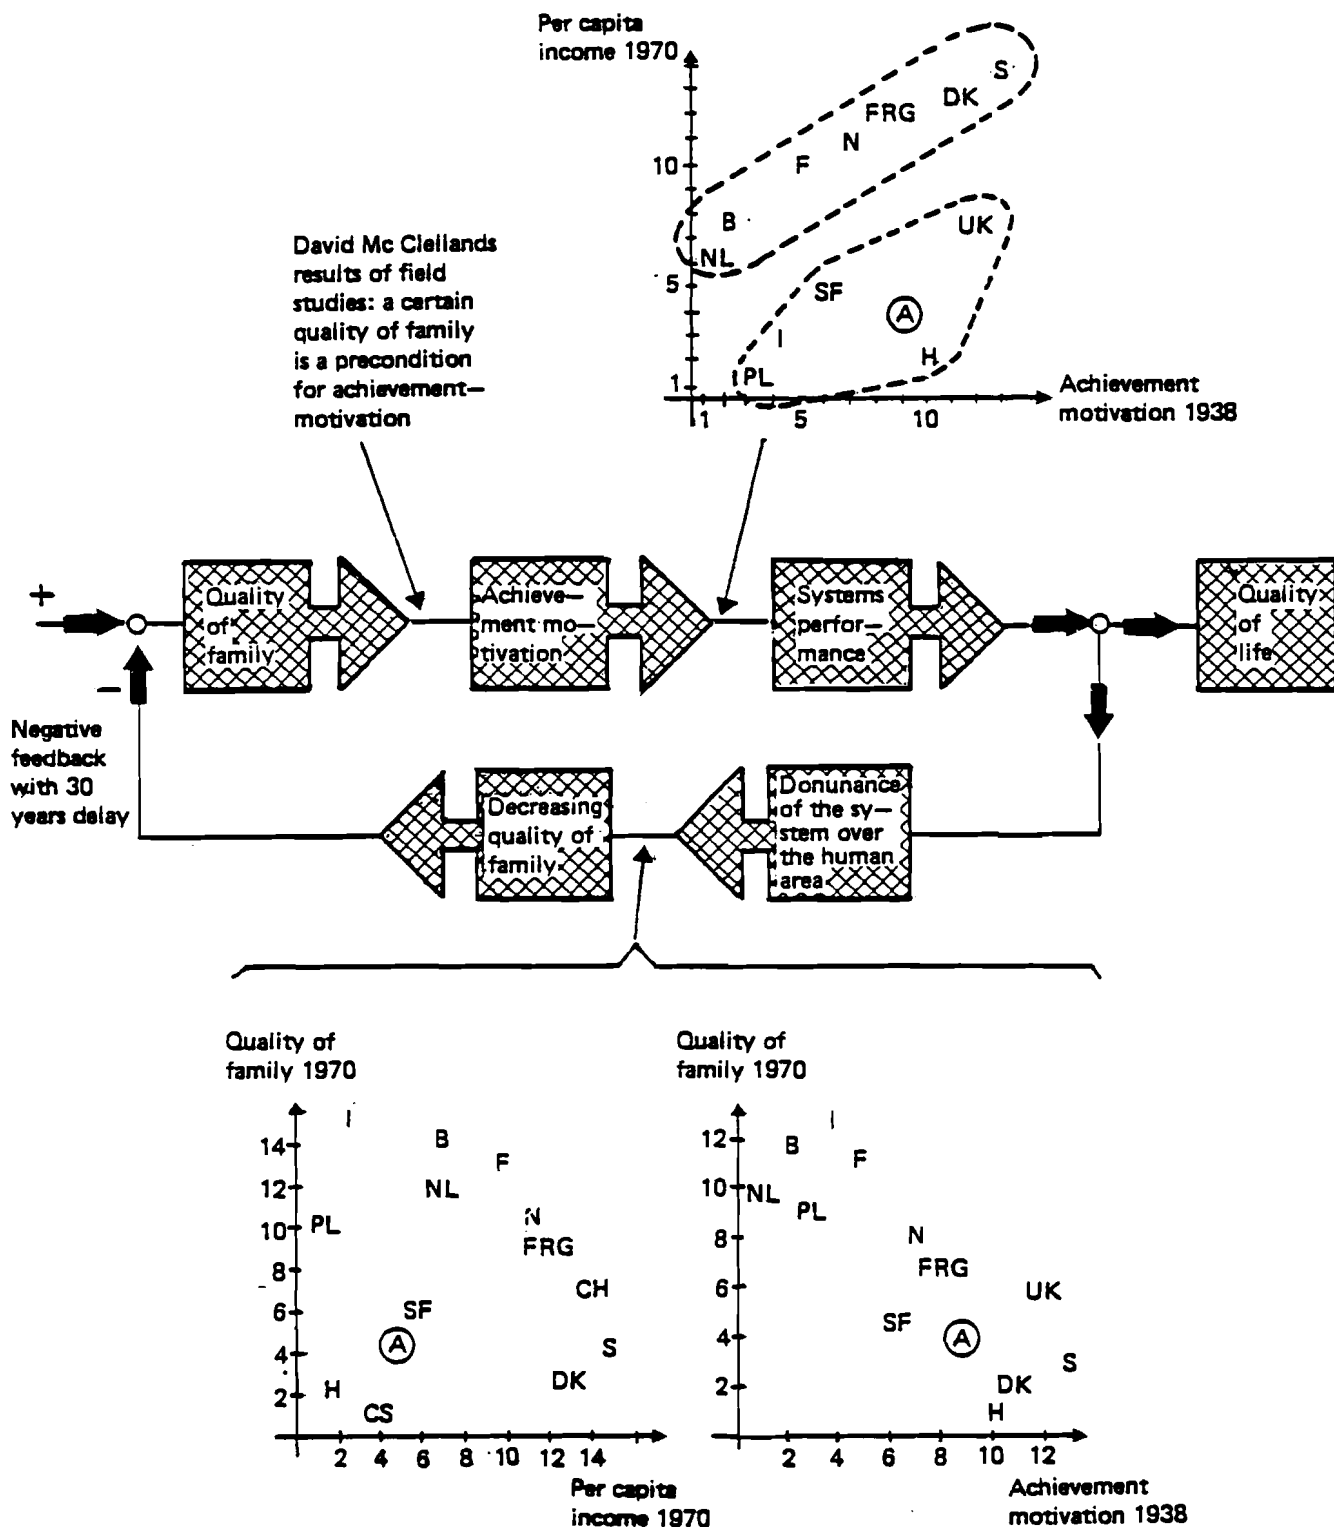 Per capita
income 1970
S
DK
FRG
N
F
10
B
NL
UK
5
SF
A
I
H
PL
1
1
5
10
Achievement
motivation 1938
David Mc Clellands
results of field
studies: a certain
quality of family
is a precondition
for achievement—
motivation
+
Quality
of
family
Achieve—
ment mo—
tivation
Systems
perfor—
mance
Quality
of
life
—
Negative
feedback
with 30
years delay
Decreasing
quality of
family
Donunance
of the sy—
stem over
the human
area
Quality of
family 1970
I
14
B
F
12
NL
10
PL
N
FRG
8
CH
6
SF
A
4
S
2
H
DK
CS
2 4 6 8 10 12 14
Per capita
income 1970
Quality of
family 1970
I
12
B
F
10
NL
PL
8
N
FRG
6
UK
SF
4
A
S
2
DK
H
2 4 6 8 10 12
Achievement
motivation 1938